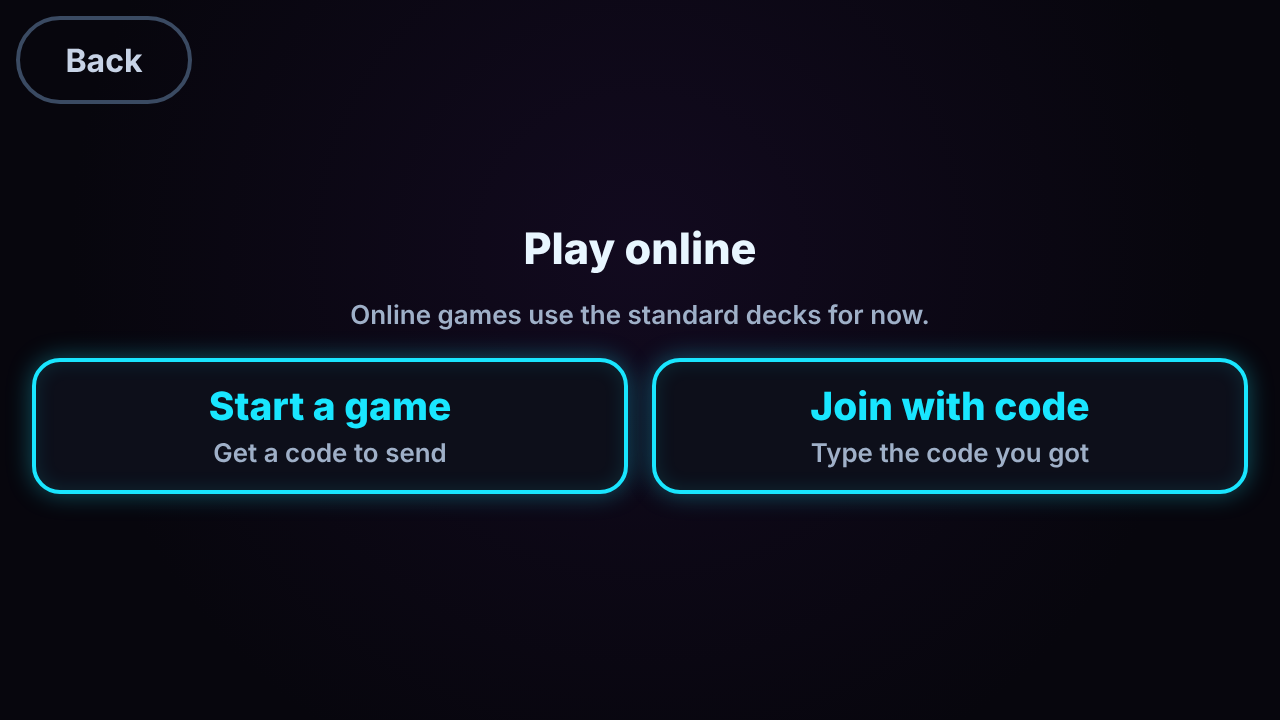 Back
Play online
Online games use the standard decks for now.
Start a game
Get a code to send
Join with code
Type the code you got